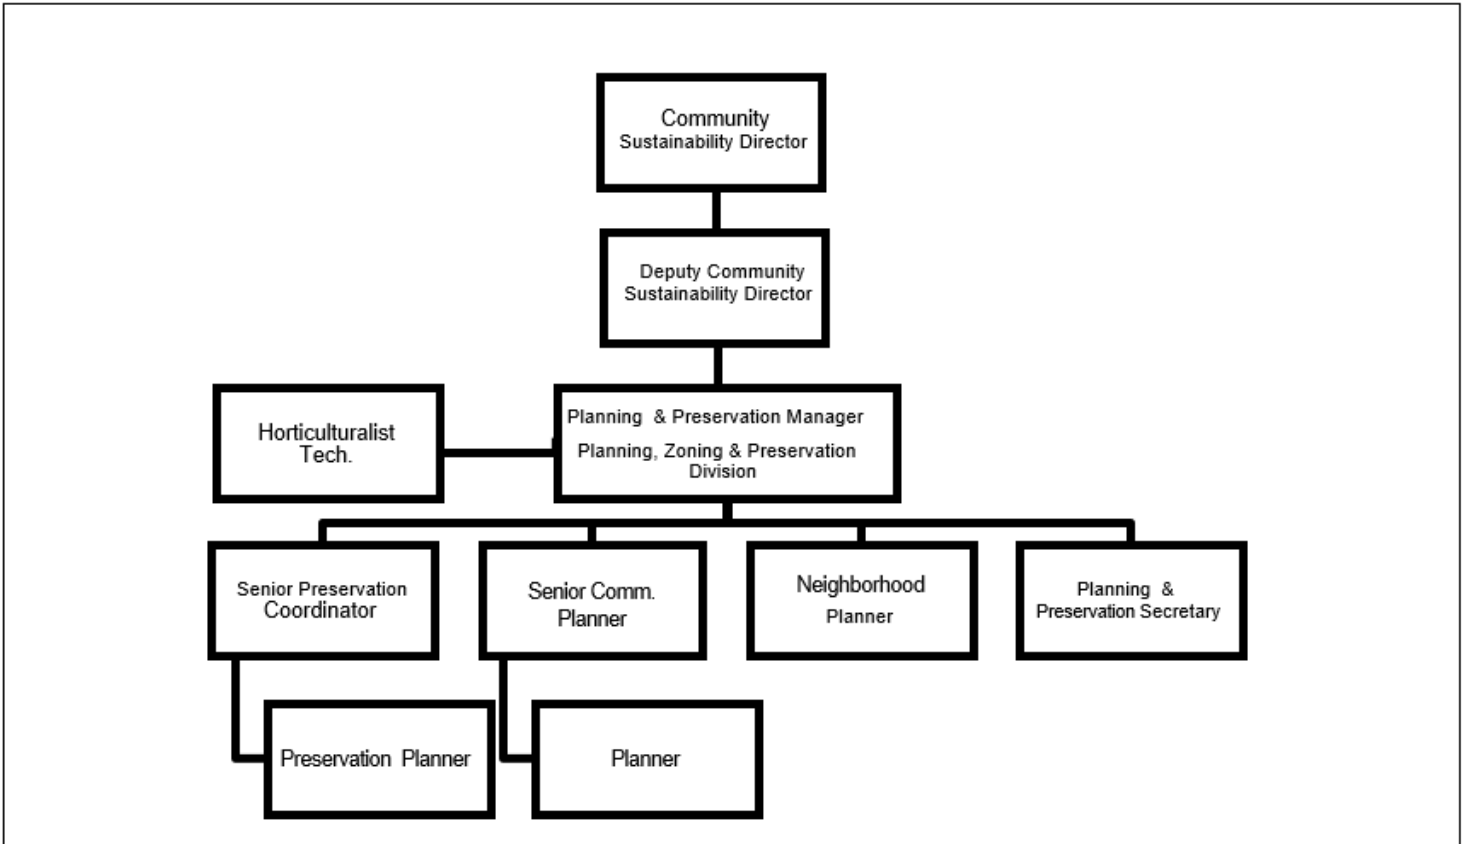 Community
Sustainability Director
Deputy Community
Sustainability Director
Horticulturalist
Tech.
Planning & Preservation Manager
Planning, Zoning & Preservation
Division
Senior Preservation
Coordinator
Senior Comm.
Planner
Neighborhood
Planner
Planning &
Preservation Secretary
Preservation Planner
Planner